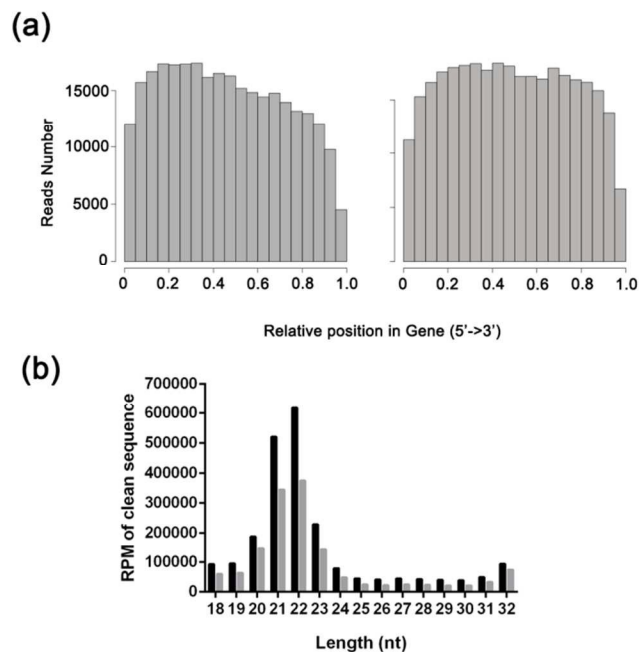 (a)
Reads Number
15000
10000
5000
0
0 0.2 0.4 0.6 0.8 1.0
0 0.2 0.4 0.6 0.8 1.0
Relative position in Gene (5'->3')
(b)
RPM of clean sequence
700000
600000
500000
400000
300000
200000
100000
0
18 19 20 21 22 23 24 25 26 27 28 29 30 31 32
Length (nt)